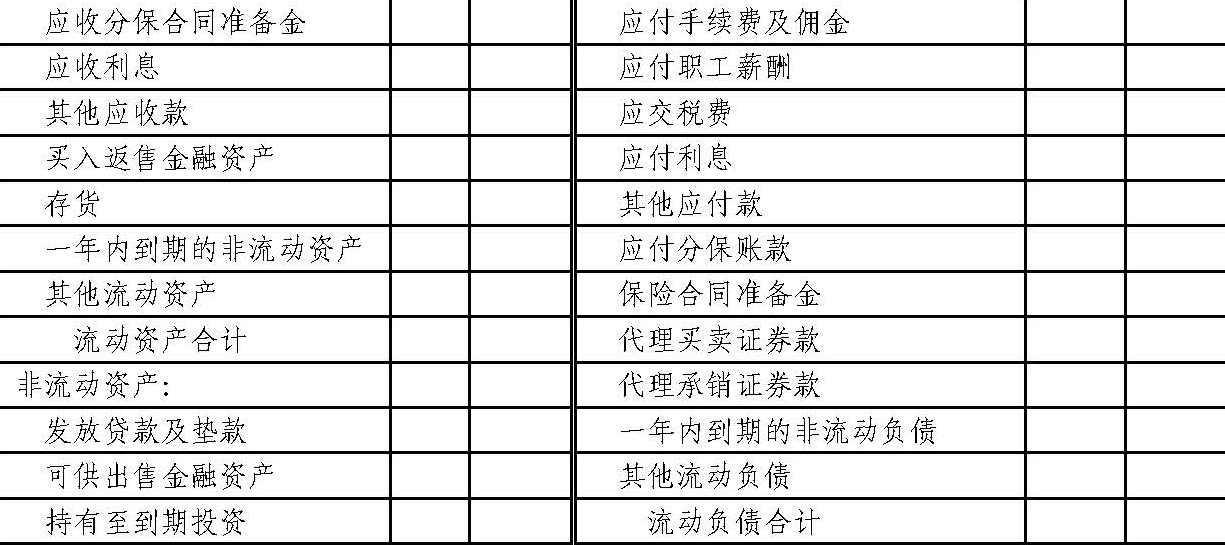 应收分保合同准备金 应付手续费及佣金
应收利息 应付职工薪酬
其他应收款 应交税费
买入返售金融资产 应付利息
存货 其他应付款
一年内到期的非流动资产 应付分保账款
其他流动资产 保险合同准备金
流动资产合计 代理买卖证券款
非流动资产: 代理承销证券款
发放贷款及垫款 一年内到期的非流动负债
可供出售金融资产 其他流动负债
持有至到期投资 流动负债合计